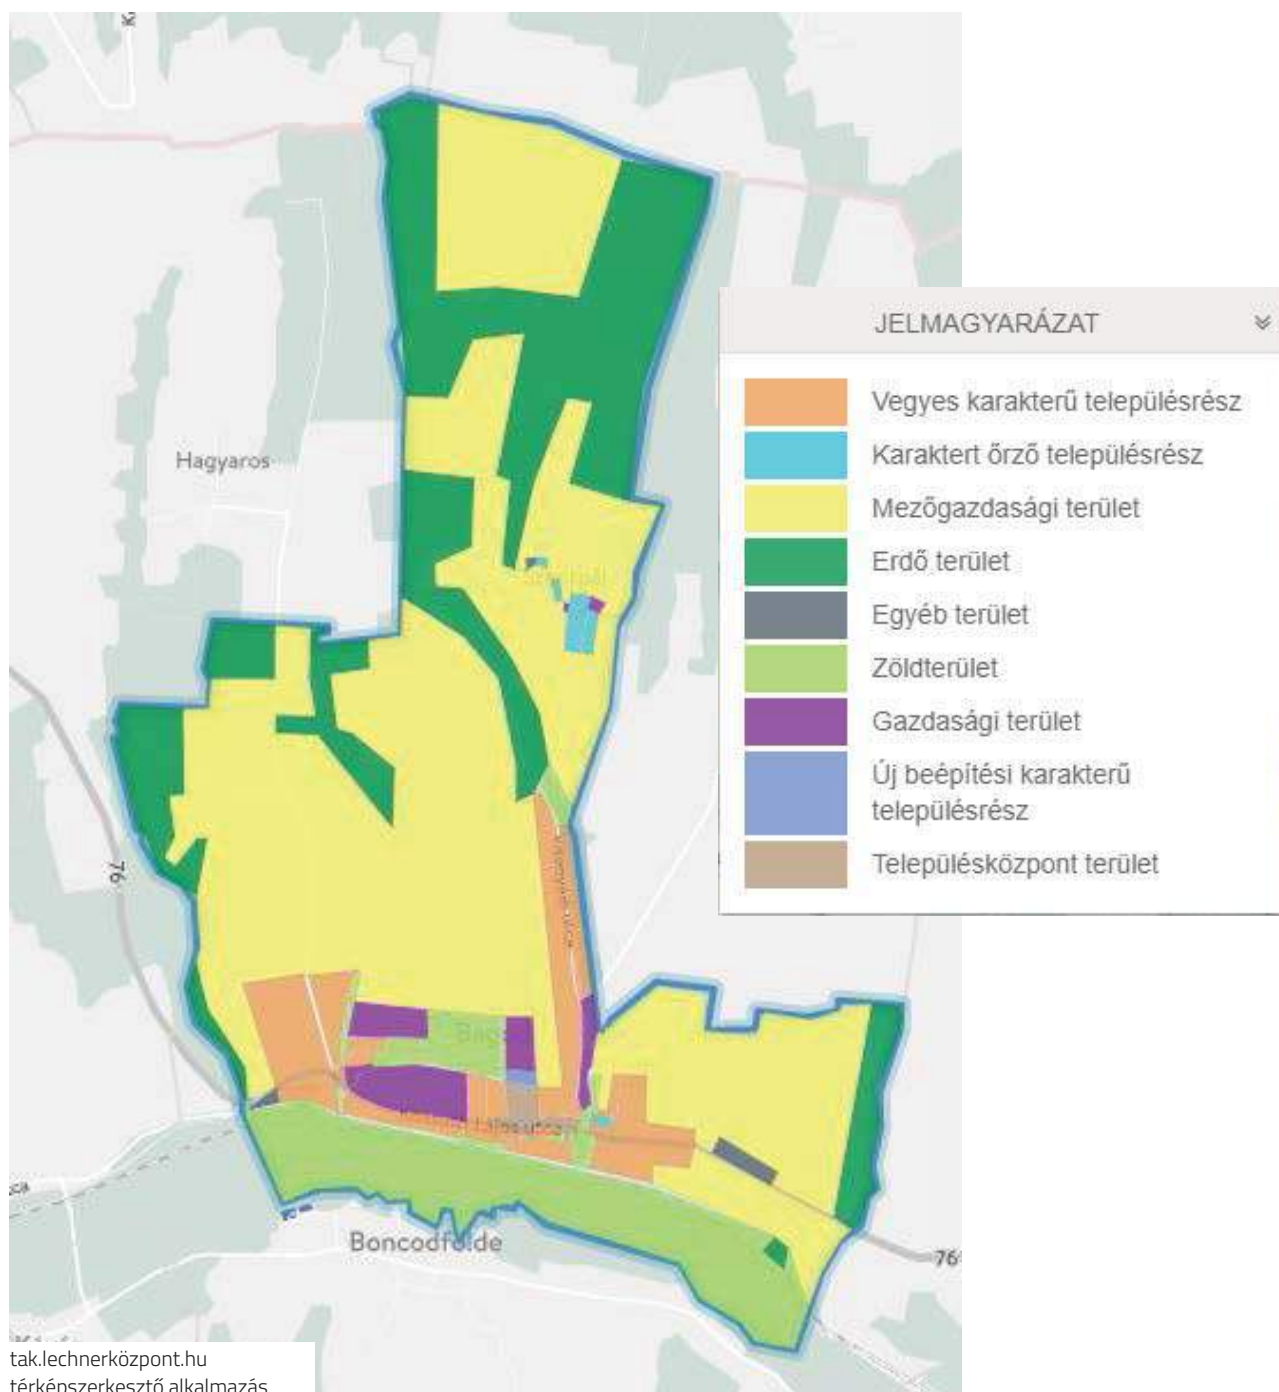 Hagyaros
JELMAGYARÁZAT
Vegyes karakterű településrész
Karaktert őrző településrész
Mezőgazdasági terület
Erdő terület
Egyéb terület
Zöldterület
Gazdasági terület
Új beépítési karakterű
településrész
Településközpont terület
76
Boncodfölde
76
tak.lechnerközpont.hu
térképszerkesztő alkalmazás